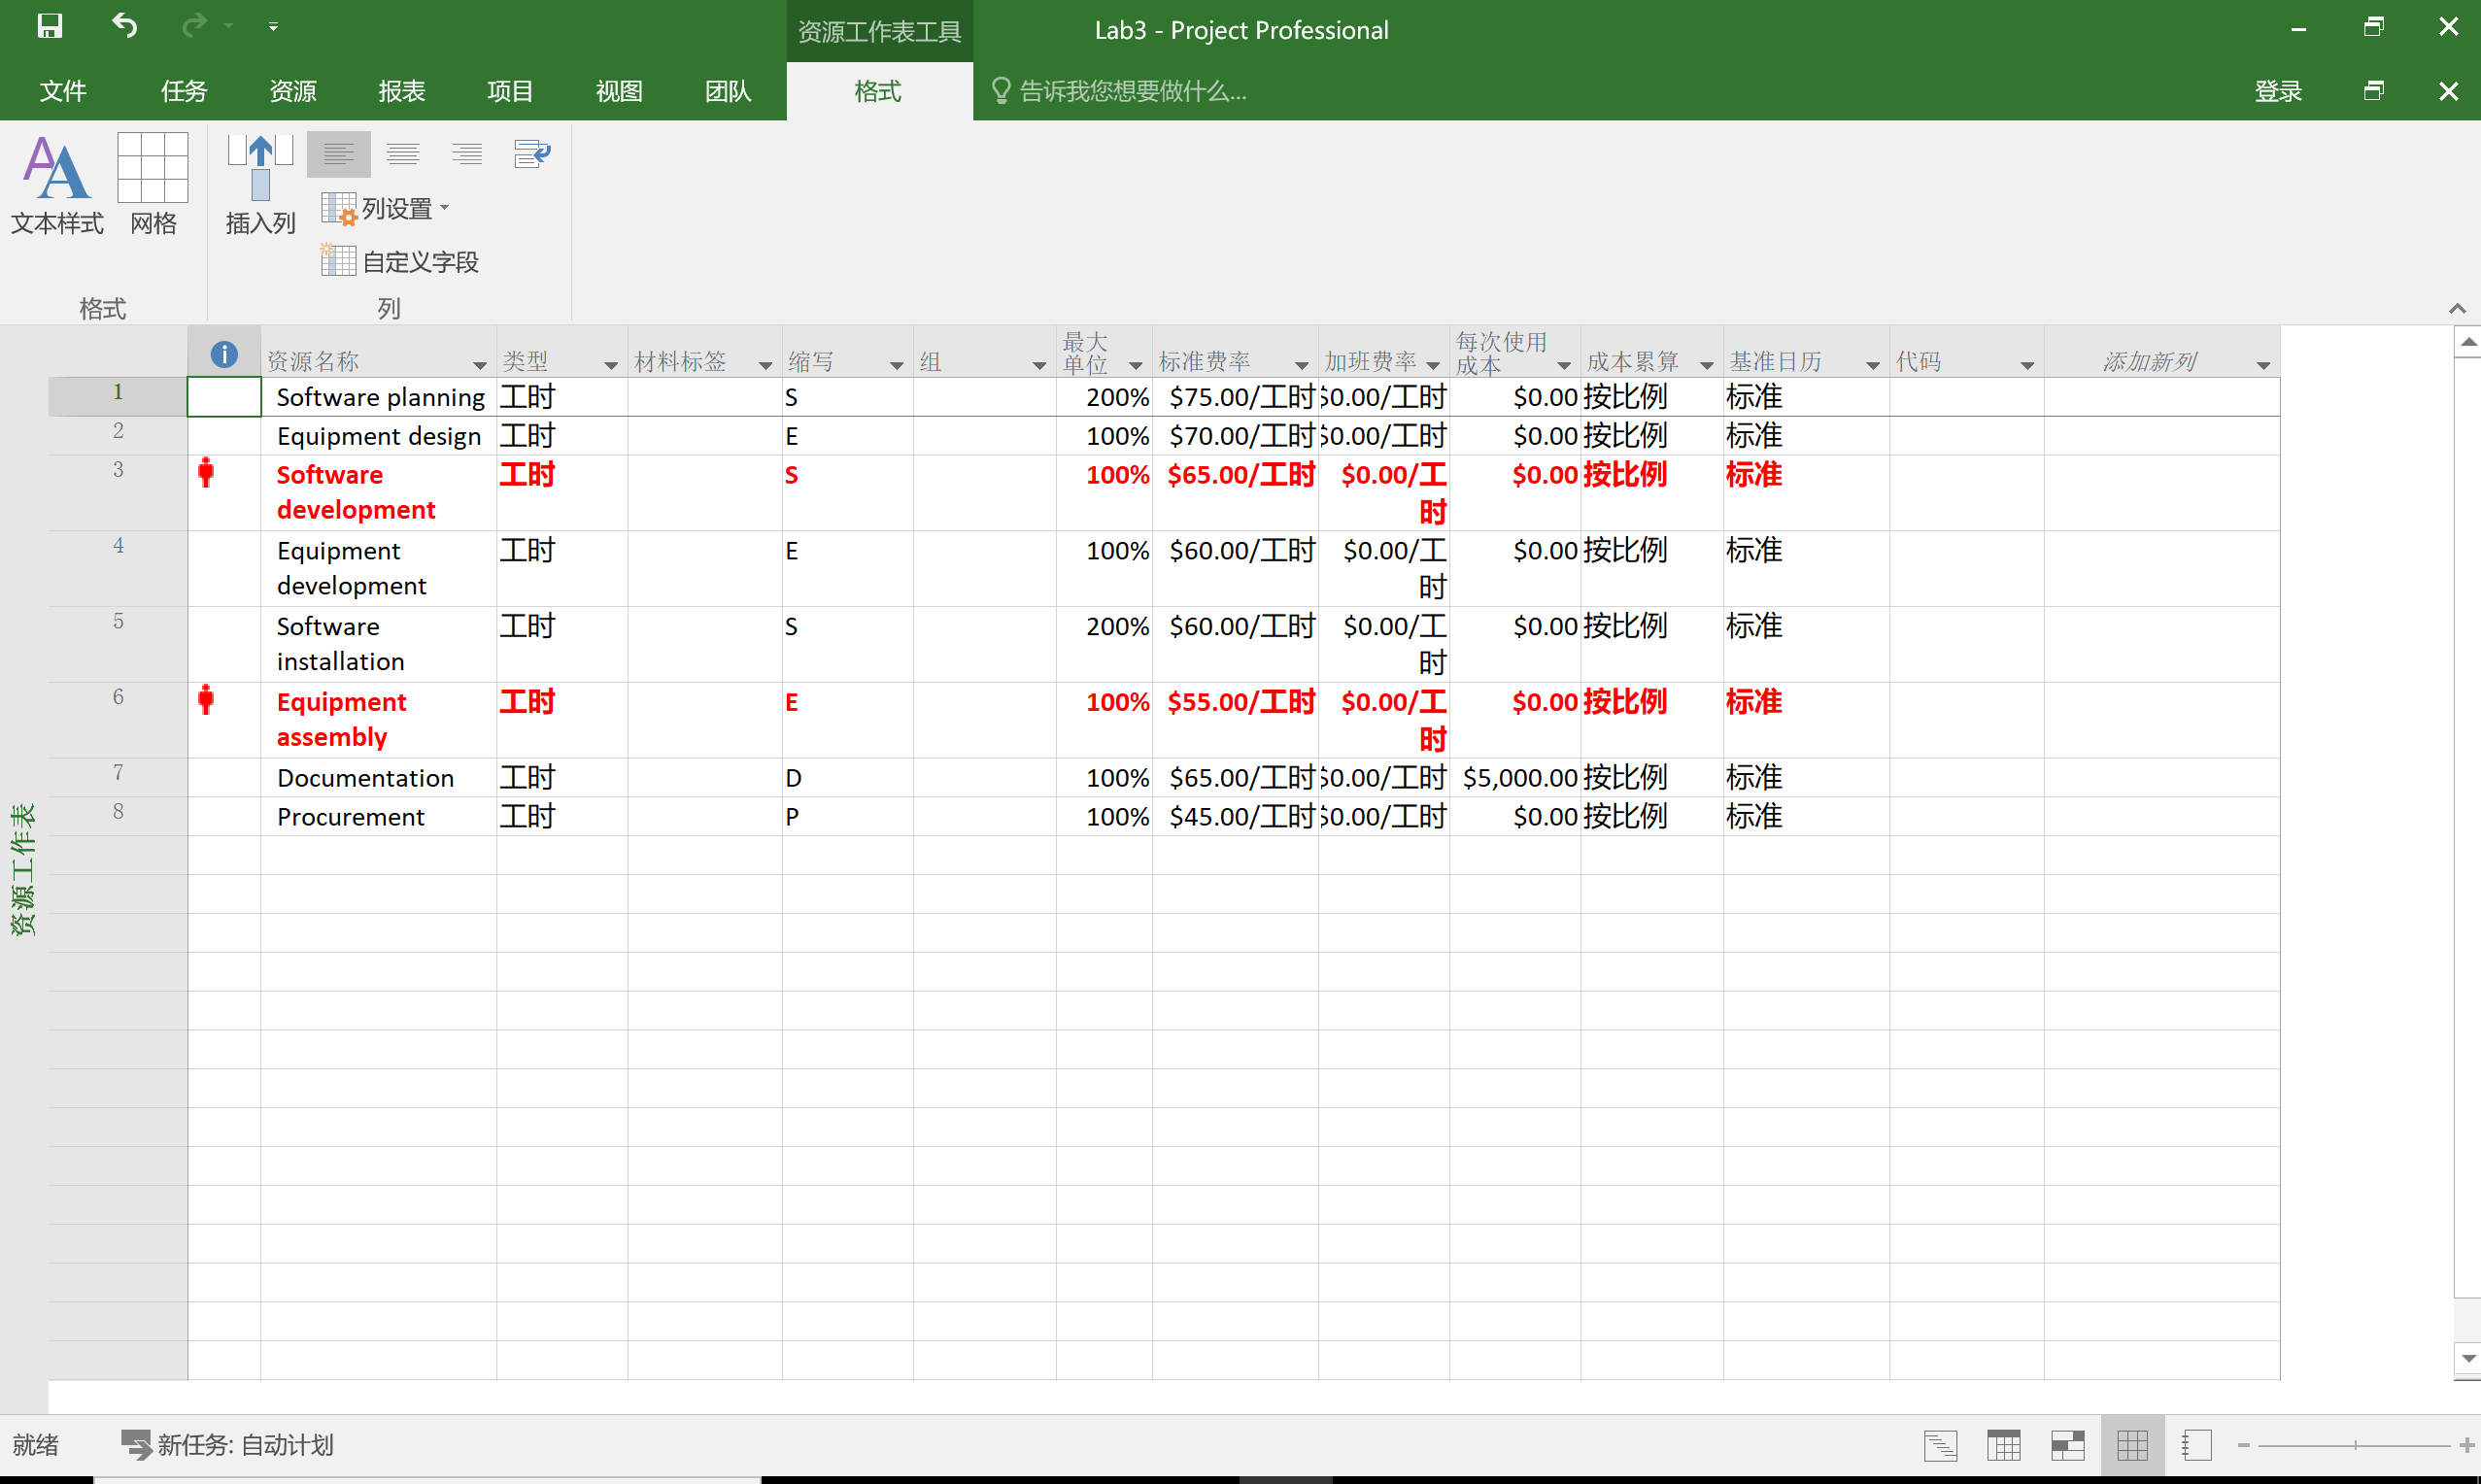 资源工作表工具
Lab3 - Project Professional
文件 任务 资源 报表 项目 视图 团队 格式 告诉我您想要做什么... 登录
文本样式 网格 插入列 列设置
自定义字段
格式 列
资源名称 类型 材料标签 缩写 组 最大单位 标准费率 加班费率 每次使用成本 成本累算 基准日历 代码 添加新列
1 Software planning 工时 S 200% $75.00/工时 $0.00/工时 $0.00 按比例 标准
2 Equipment design 工时 E 100% $70.00/工时 $0.00/工时 $0.00 按比例 标准
3 Software development 工时 S 100% $65.00/工时 $0.00/工时 $0.00 按比例 标准
4 Equipment development 工时 E 100% $60.00/工时 $0.00/工时 $0.00 按比例 标准
5 Software installation 工时 S 200% $60.00/工时 $0.00/工时 $0.00 按比例 标准
6 Equipment assembly 工时 E 100% $55.00/工时 $0.00/工时 $0.00 按比例 标准
7 Documentation 工时 D 100% $65.00/工时 $0.00/工时 $5,000.00 按比例 标准
8 Procurement 工时 P 100% $45.00/工时 $0.00/工时 $0.00 按比例 标准
资源工作表
就绪 新任务: 自动计划